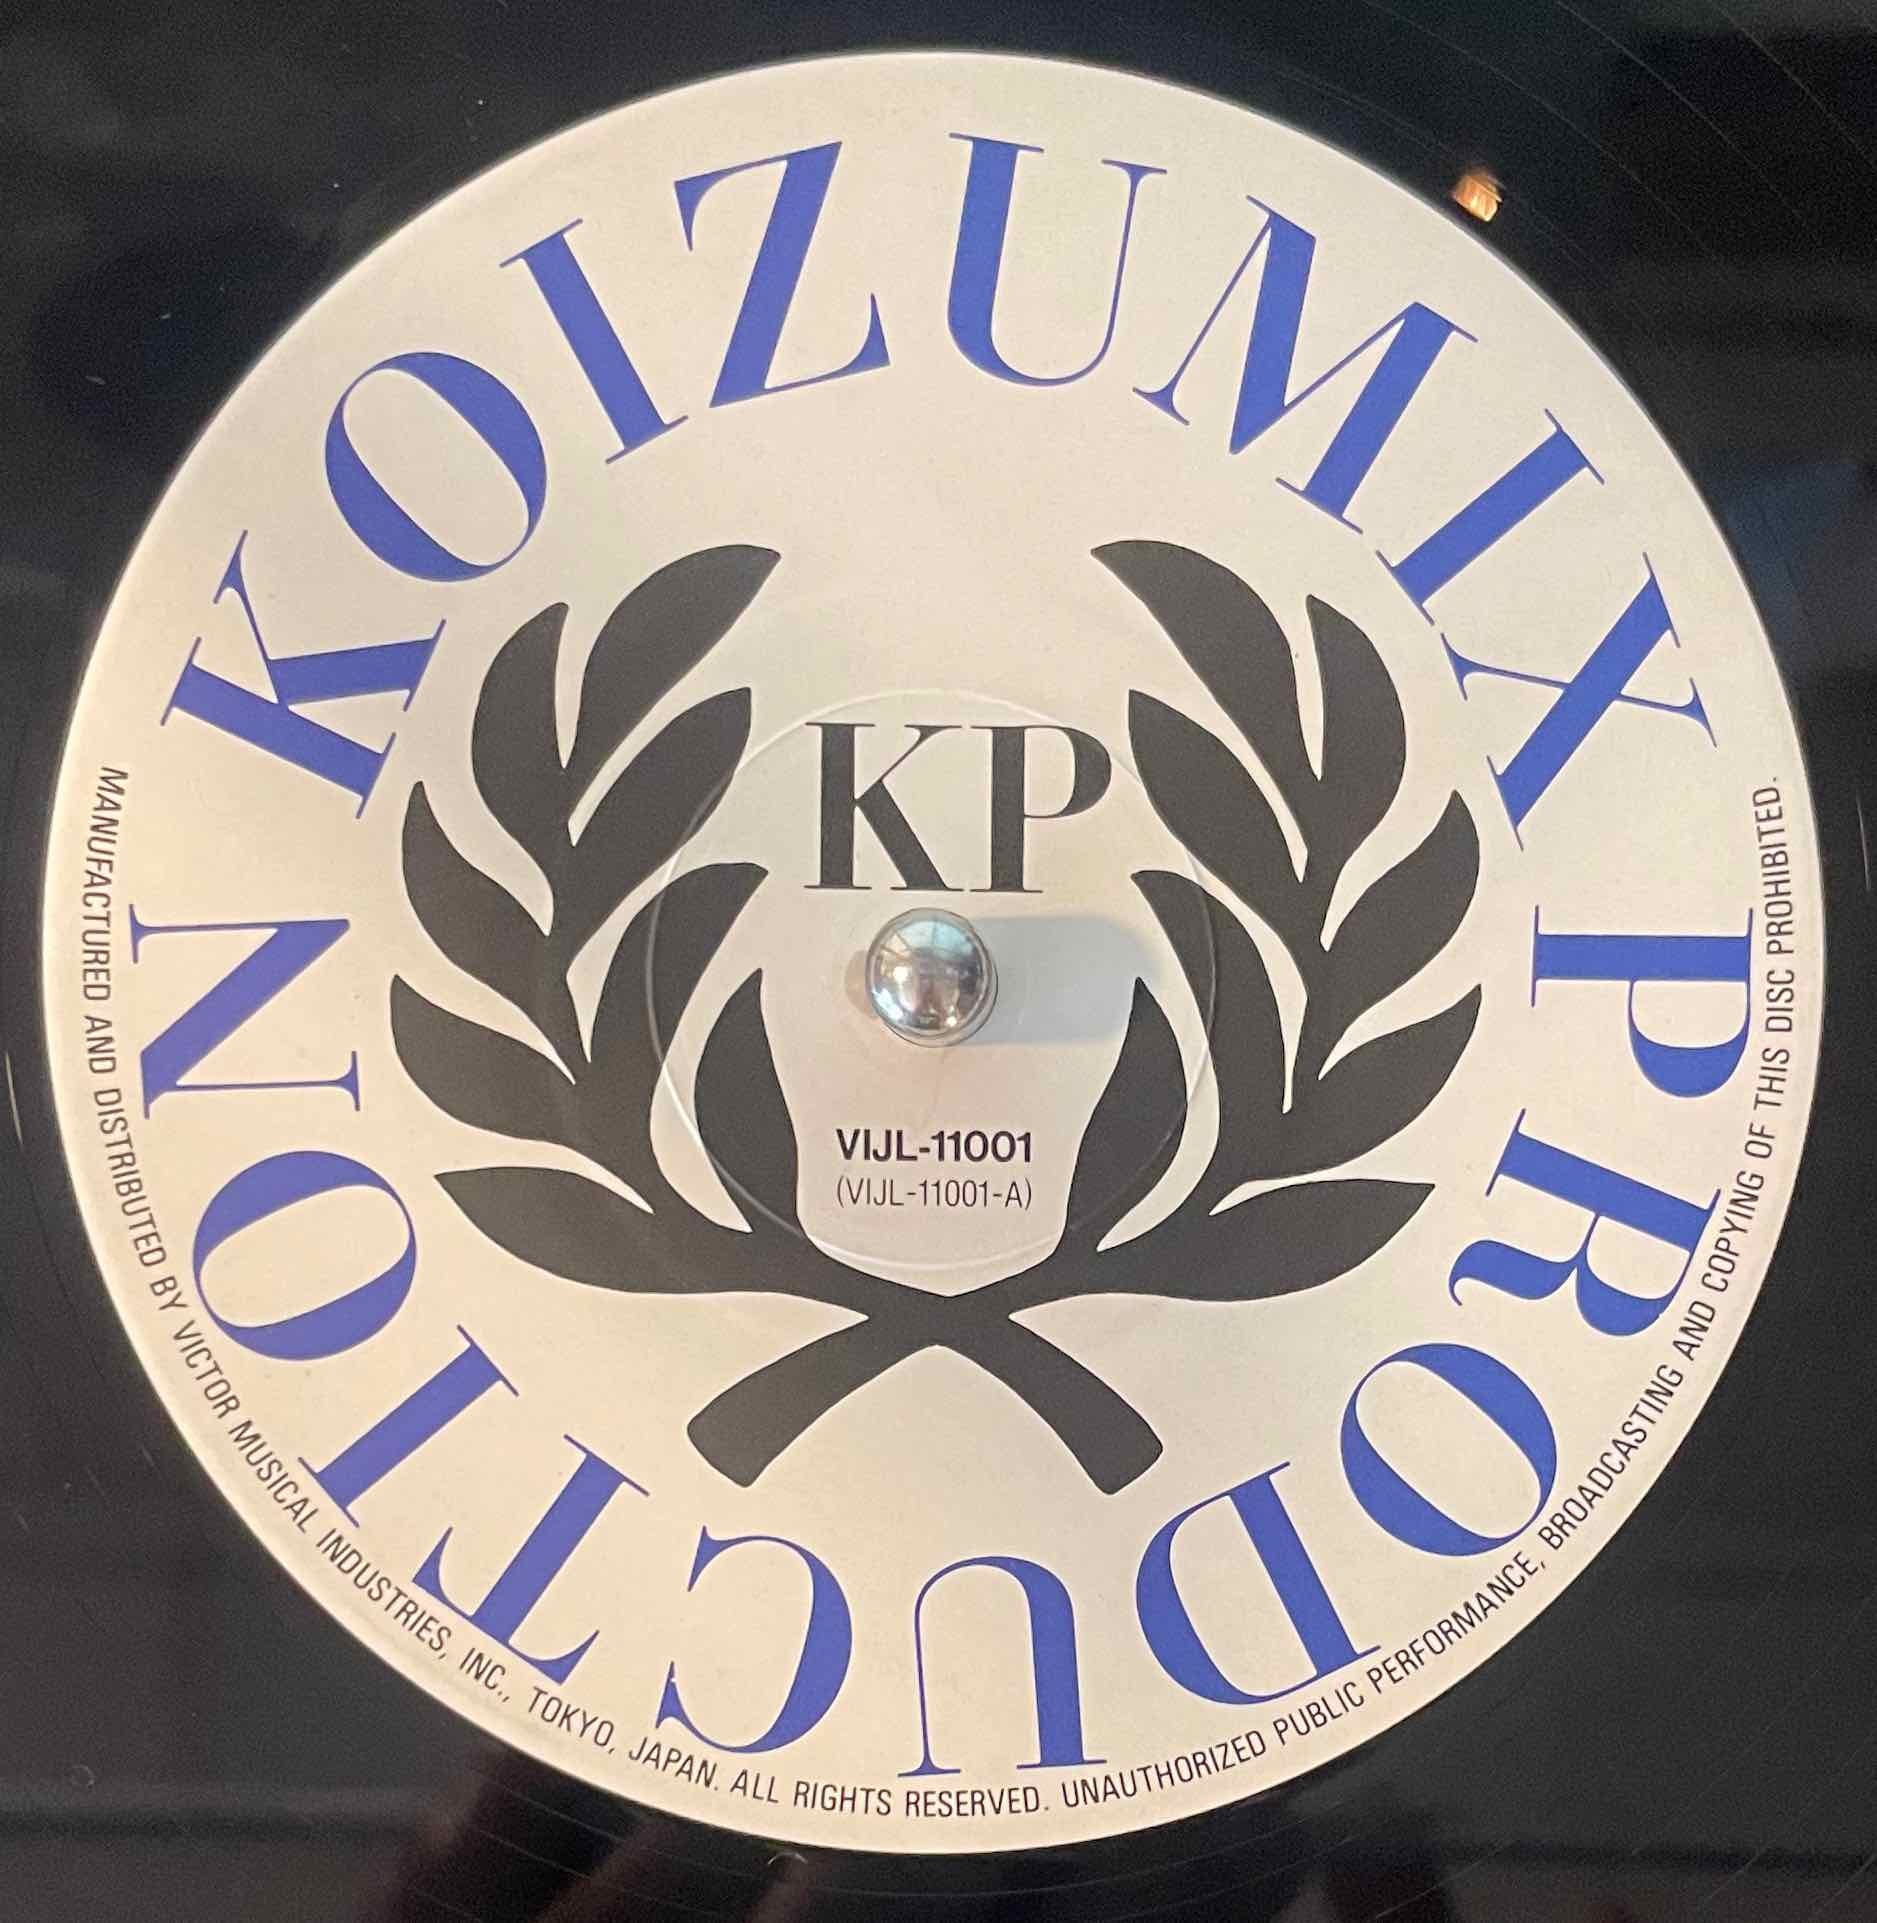 KOIZUMIX PRODUCTION
KP
VIJL-11001
(VIJL-11001-A)
MANUFACTURED AND DISTRIBUTED BY VICTOR MUSICAL INDUSTRIES, INC., TOKYO, JAPAN. ALL RIGHTS RESERVED. UNAUTHORIZED PUBLIC PERFORMANCE, BROADCASTING AND COPYING OF THIS DISC PROHIBITED.